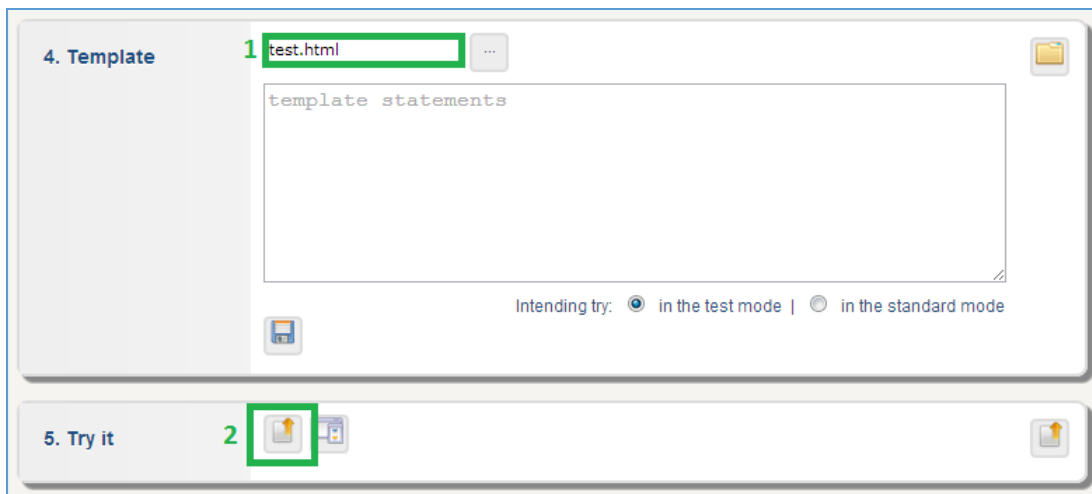 4. Template
1
test.html
...
template statements
Intending try: in the test mode | in the standard mode
5. Try it
2